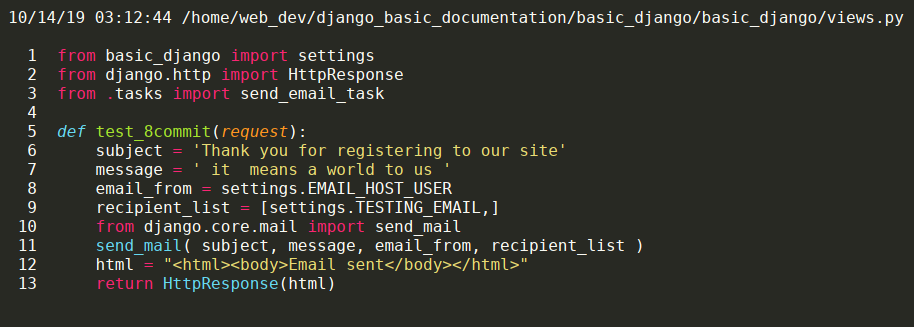 10/14/19 03:12:44 /home/web_dev/django_basic_documentation/basic_django/basic_django/views.py
1 from basic_django import settings
2 from django.http import HttpResponse
3 from .tasks import send_email_task
4
5 def test_8commit(request):
6     subject = 'Thank you for registering to our site'
7     message = ' it  means a world to us '
8     email_from = settings.EMAIL_HOST_USER
9     recipient_list = [settings.TESTING_EMAIL,]
10     from django.core.mail import send_mail
11     send_mail( subject, message, email_from, recipient_list )
12     html = "<html><body>Email sent</body></html>"
13     return HttpResponse(html)